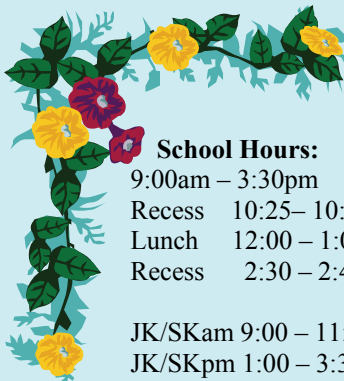 School Hours:
9:00am – 3:30pm
Recess 10:25– 10:
Lunch 12:00 – 1:0
Recess 2:30 – 2:4
JK/SKam 9:00 – 11:
JK/SKpm 1:00 – 3:3